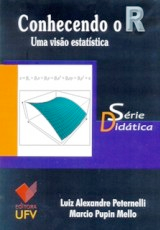 Conhecendo o R
Uma visão estatística
Série
Didática
Luiz Alexandre Peternelli
Marcio Pupin Mello
EDITORA
UFV